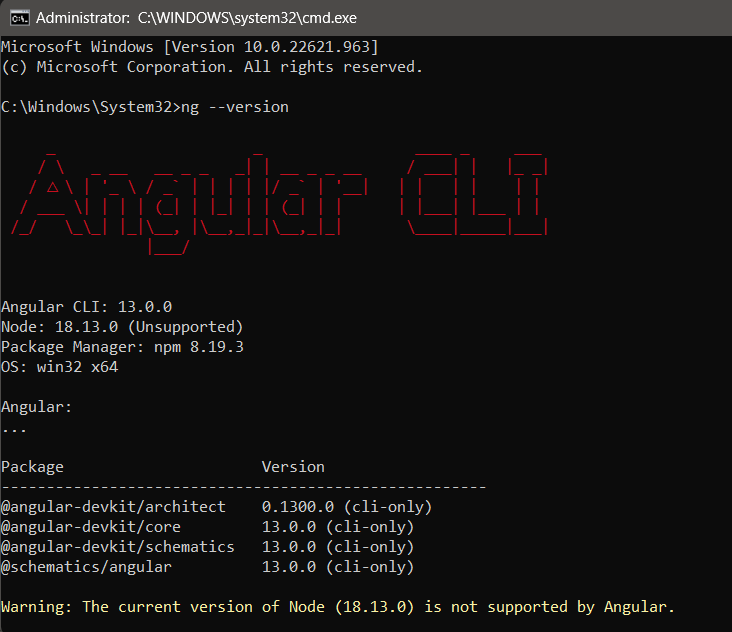 Administrator: C:\WINDOWS\system32\cmd.exe
Microsoft Windows [Version 10.0.22621.963]
(c) Microsoft Corporation. All rights reserved.
C:\Windows\System32>ng --version
Angular CLI
Angular CLI: 13.0.0
Node: 18.13.0 (Unsupported)
Package Manager: npm 8.19.3
OS: win32 x64
Angular:
...
Package Version
------------------------------------------------------
@angular-devkit/architect 0.1300.0 (cli-only)
@angular-devkit/core 13.0.0 (cli-only)
@angular-devkit/schematics 13.0.0 (cli-only)
@schematics/angular 13.0.0 (cli-only)
Warning: The current version of Node (18.13.0) is not supported by Angular.